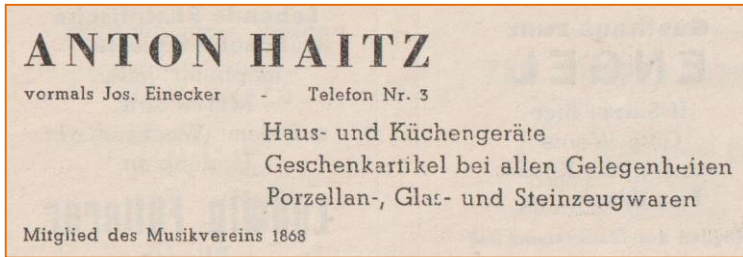 ANTON HAITZ
vormals Jos. Einecker - Telefon Nr. 3
Haus- und Küchengeräte
Geschenkartikel bei allen Gelegenheiten
Porzellan-, Glas- und Steinzeugwaren
Mitglied des Musikvereins 1868